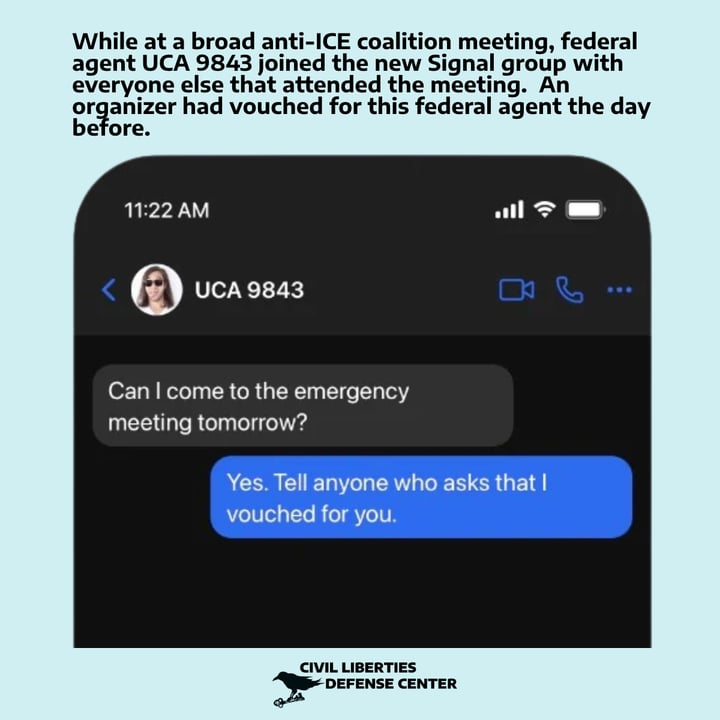 While at a broad anti-ICE coalition meeting, federal
agent UCA 9843 joined the new Signal group with
everyone else that attended the meeting.  An
organizer had vouched for this federal agent the day
before.
11:22 AM
UCA 9843
Can I come to the emergency
meeting tomorrow?
Yes. Tell anyone who asks that I
vouched for you.
CIVIL LIBERTIES
DEFENSE CENTER